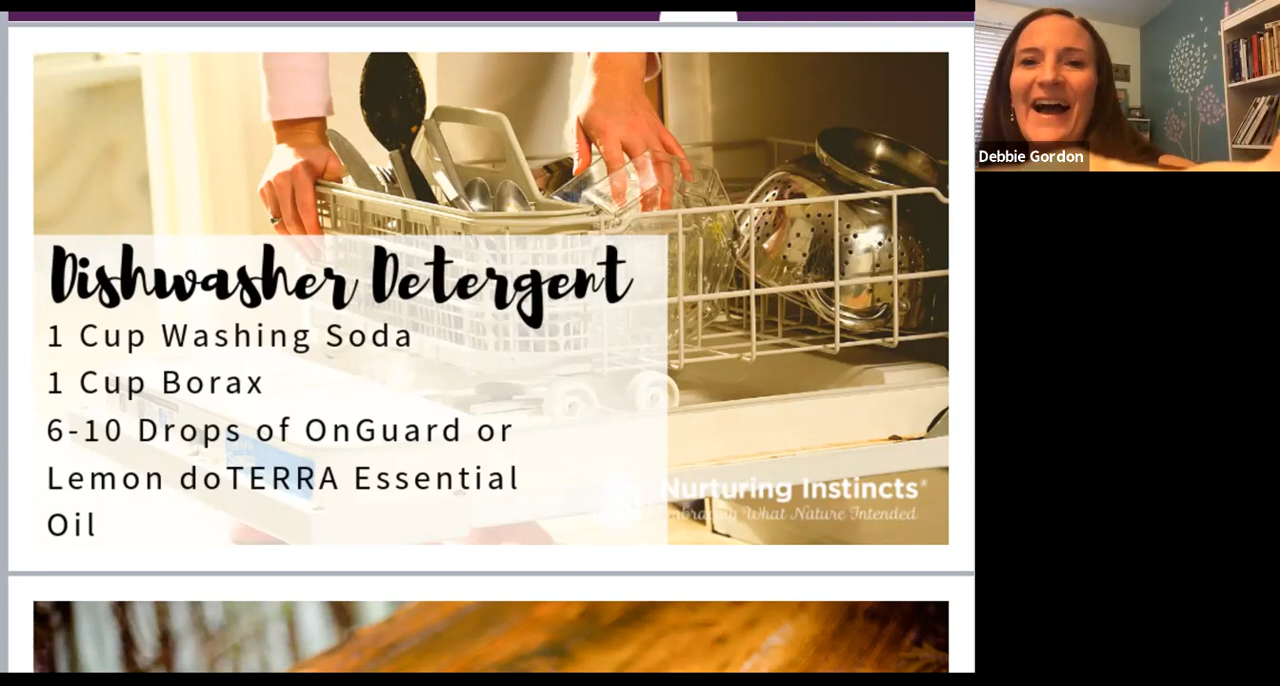 Dishwasher Detergent
1 Cup Washing Soda
1 Cup Borax
6-10 Drops of OnGuard or
Lemon doTERRA Essential
Oil
Nurturing Instincts®
Embracing What Nature Intended
Debbie Gordon